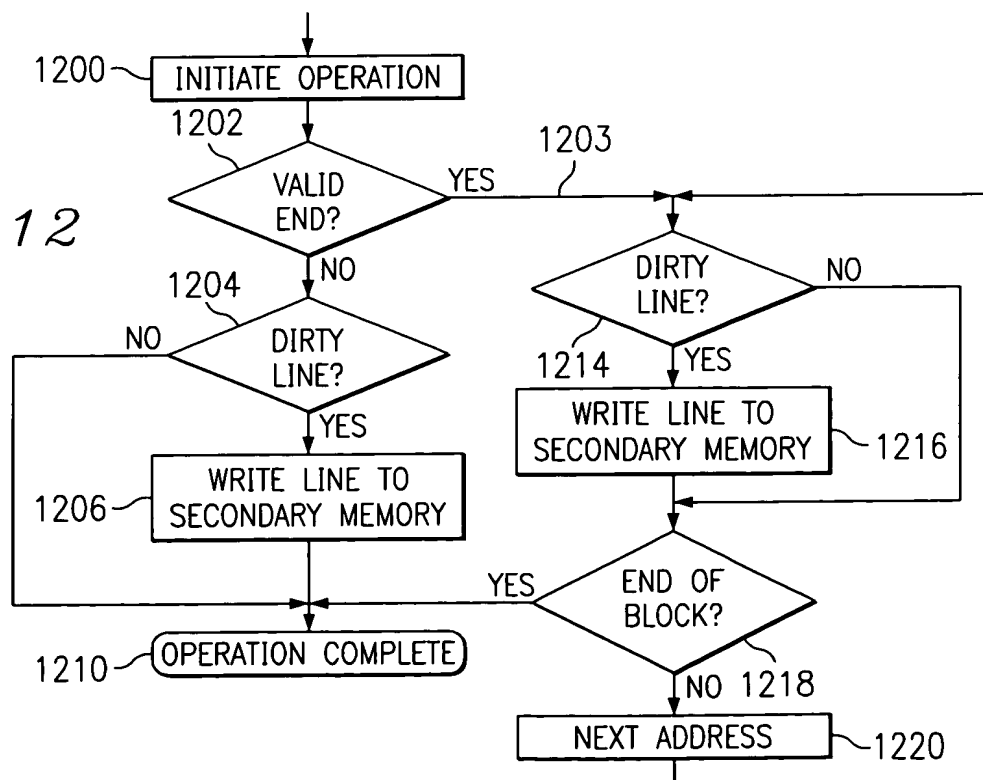 1200
INITIATE OPERATION
1202
1203
VALID
END?
YES
12
NO
1204
DIRTY
LINE?
NO
NO
DIRTY
LINE?
1214
YES
YES
WRITE LINE TO
SECONDARY MEMORY
1216
WRITE LINE TO
SECONDARY MEMORY
1206
YES
END OF
BLOCK?
1210
OPERATION COMPLETE
NO
1218
NEXT ADDRESS
1220